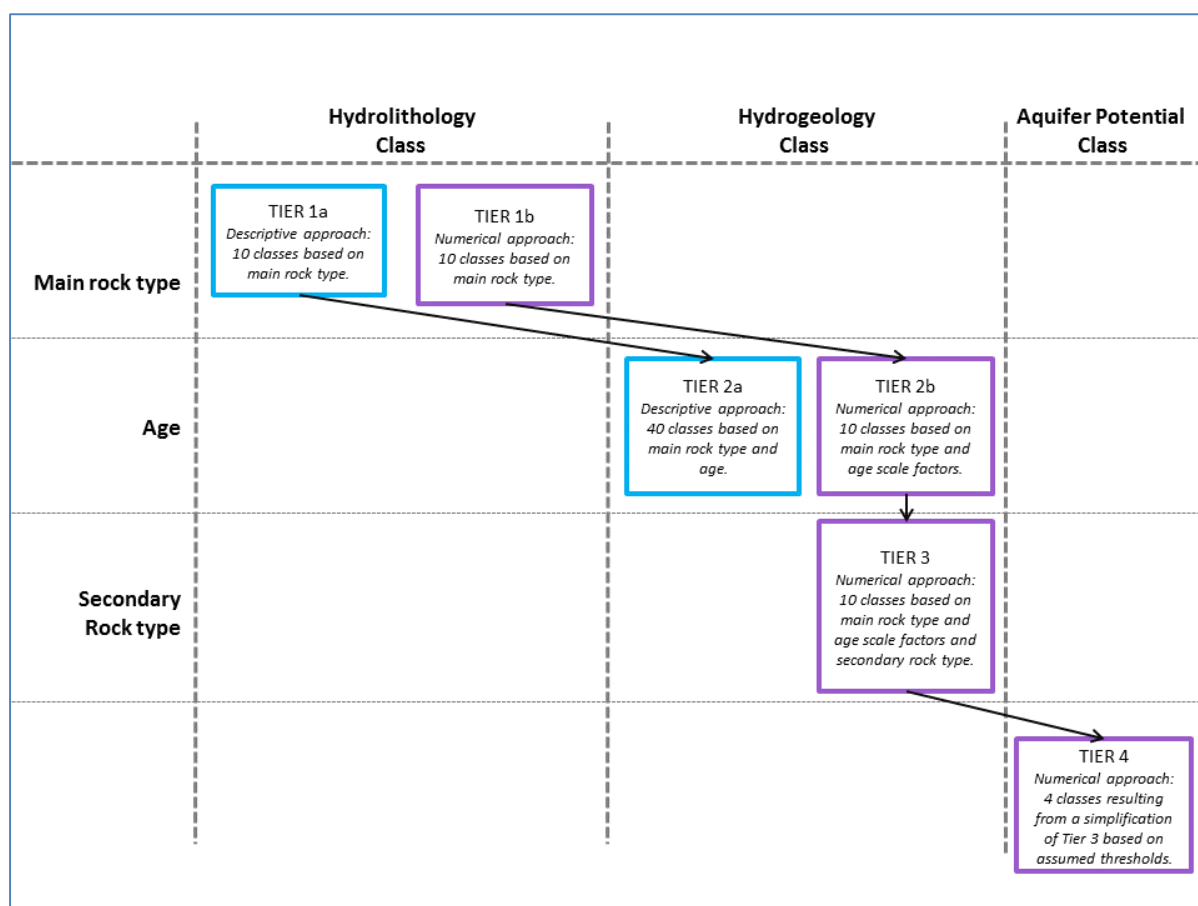 Hydrolithology
Class
Hydrogeology
Class
Aquifer Potential
Class
Main rock type
TIER 1a
Descriptive approach:
10 classes based on
main rock type.
TIER 1b
Numerical approach:
10 classes based on
main rock type.
Age
TIER 2a
Descriptive approach:
40 classes based on
main rock type and
age.
TIER 2b
Numerical approach:
10 classes based on
main rock type and
age scale factors.
Secondary
Rock type
TIER 3
Numerical approach:
10 classes based on
main rock type and
age scale factors and
secondary rock type.
TIER 4
Numerical approach:
4 classes resulting
from a simplification
of Tier 3 based on
assumed thresholds.